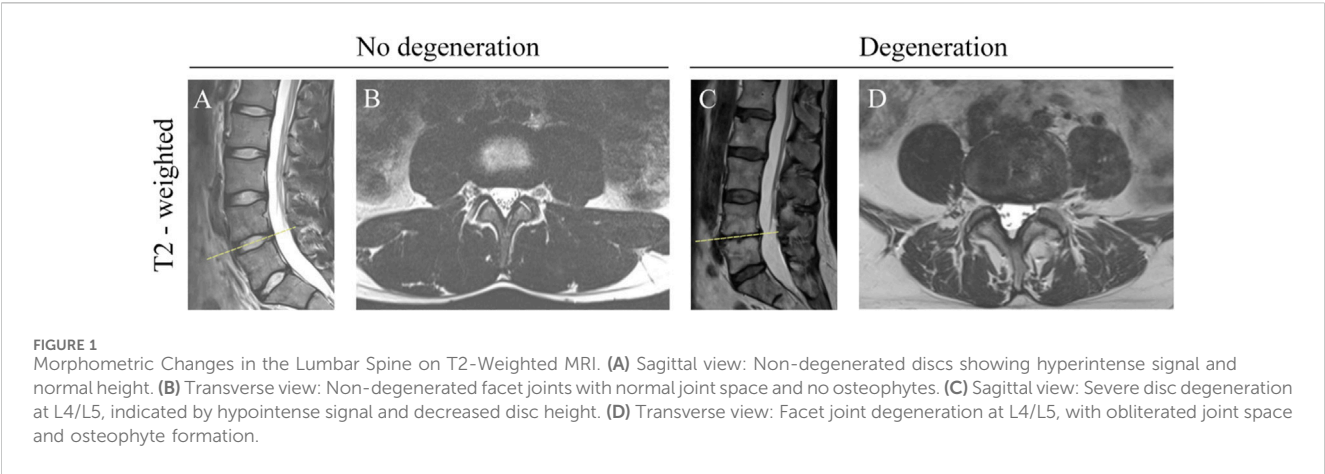 No degeneration
Degeneration
T2 - weighted
A
B
C
D
FIGURE 1
Morphometric Changes in the Lumbar Spine on T2-Weighted MRI. (A) Sagittal view: Non-degenerated discs showing hyperintense signal and
normal height. (B) Transverse view: Non-degenerated facet joints with normal joint space and no osteophytes. (C) Sagittal view: Severe disc degeneration
at L4/L5, indicated by hypointense signal and decreased disc height. (D) Transverse view: Facet joint degeneration at L4/L5, with obliterated joint space
and osteophyte formation.